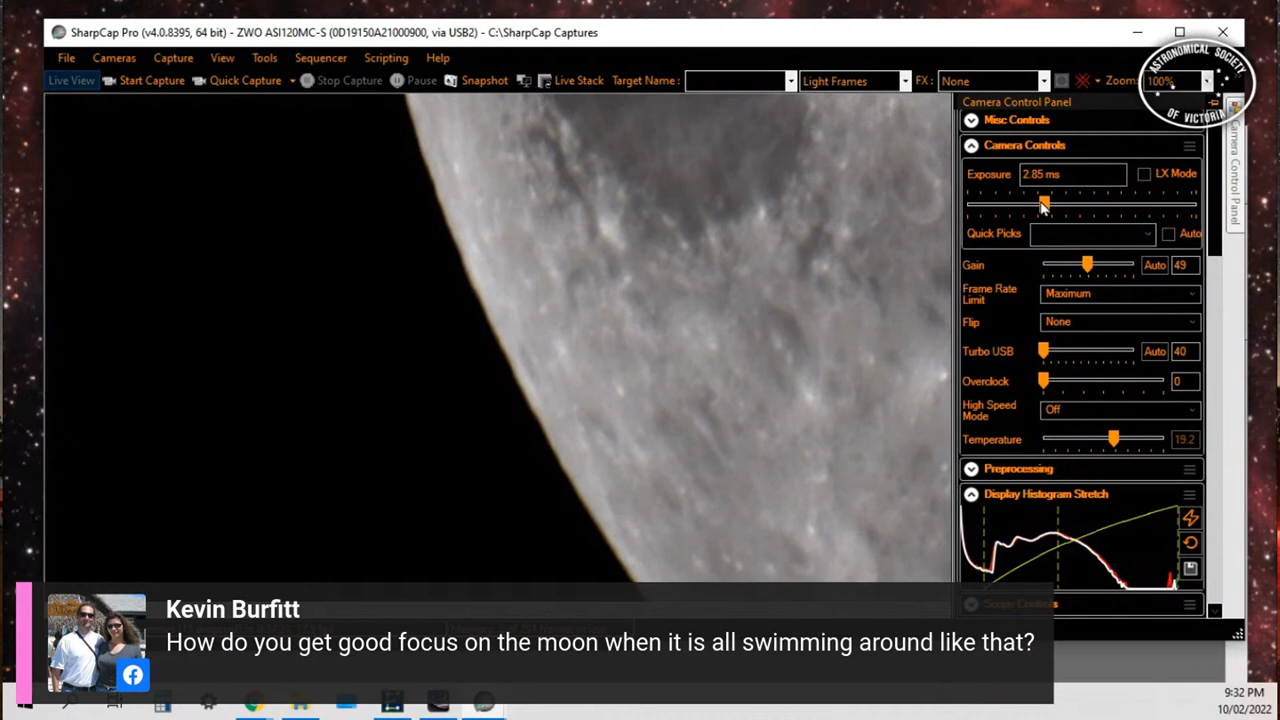 SharpCap Pro (v4.0.8395, 64 bit) - ZWO ASI120MC-S (0D19150A21000900, via USB2) - C:\SharpCap Captures
File Cameras Capture View Tools Sequencer Scripting Help
Live View Start Capture Quick Capture Stop Capture Pause Snapshot Live Stack Target Name : Light Frames FX : None Zoom: 100%
ASTRONOMICAL SOCIETY
OF VICTORIA
Camera Control Panel
Camera Control Panel
Misc Controls
Camera Controls
Exposure 2.85 ms LX Mode
Quick Picks Auto
Gain Auto 49
Frame Rate
Limit
Maximum
Flip None
Turbo USB Auto 40
Overclock 0
High Speed
Mode
Off
Temperature 19.2
Preprocessing
Display Histogram Stretch
Scope Controls
Kevin Burfitt
How do you get good focus on the moon when it is all swimming around like that?
9:32 PM
10/02/2022